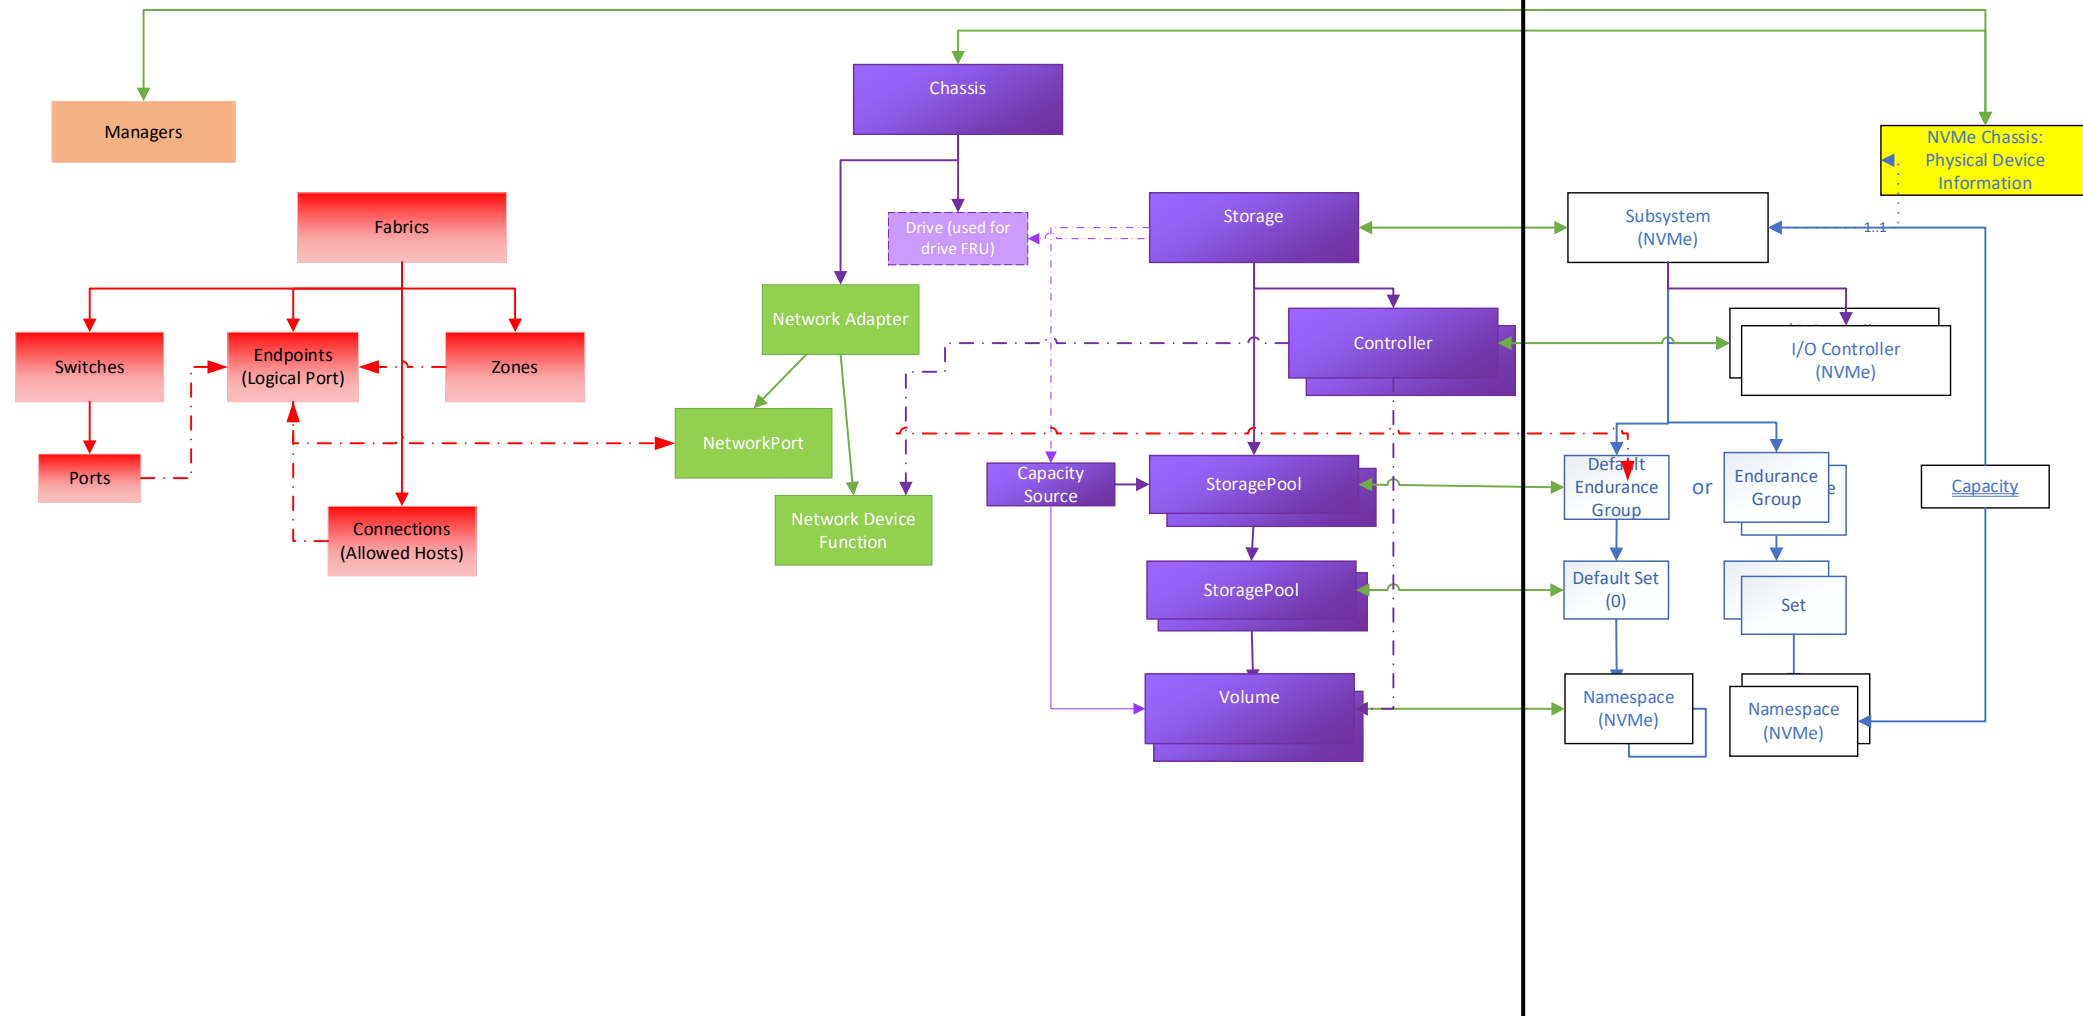 Chassis
Managers
NVMe Chassis:
Physical Device
Information
Fabrics
Drive (used for
drive FRU)
Storage
Subsystem
(NVMe)
1..1
Network Adapter
Switches
Endpoints
(Logical Port)
Zones
Controller
I/O Controller
(NVMe)
NetworkPort
Ports
Capacity
Source
StoragePool
Default
Endurance
Group
or
Endurance
Group
Capacity
Connections
(Allowed Hosts)
Network Device
Function
StoragePool
Default Set
(0)
Set
Volume
Namespace
(NVMe)
Namespace
(NVMe)